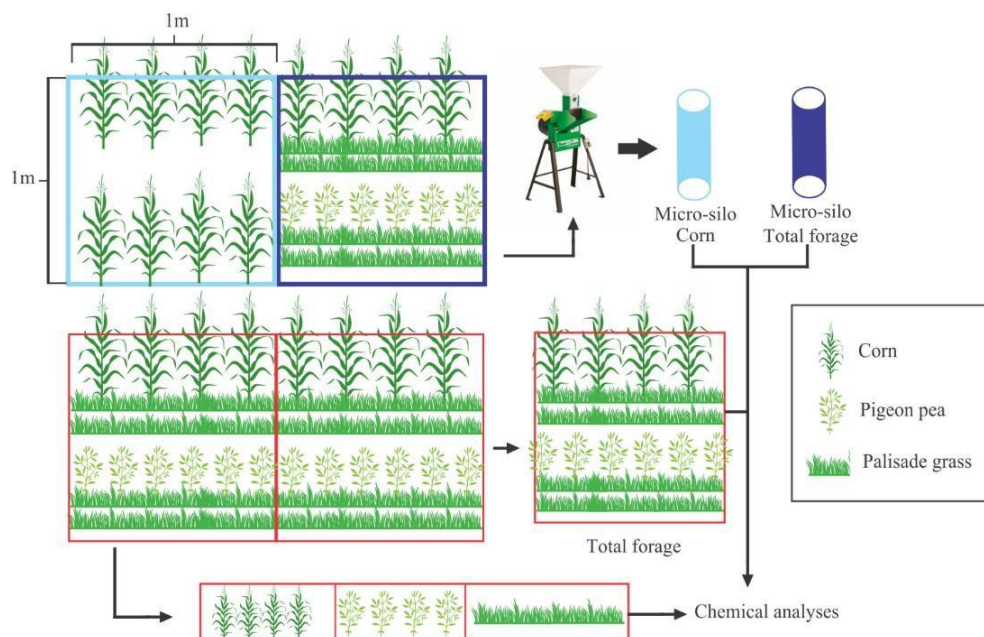 1m
1m
Micro-silo
Corn
Micro-silo
Total forage
Corn
Pigeon pea
Palisade grass
Total forage
Chemical analyses